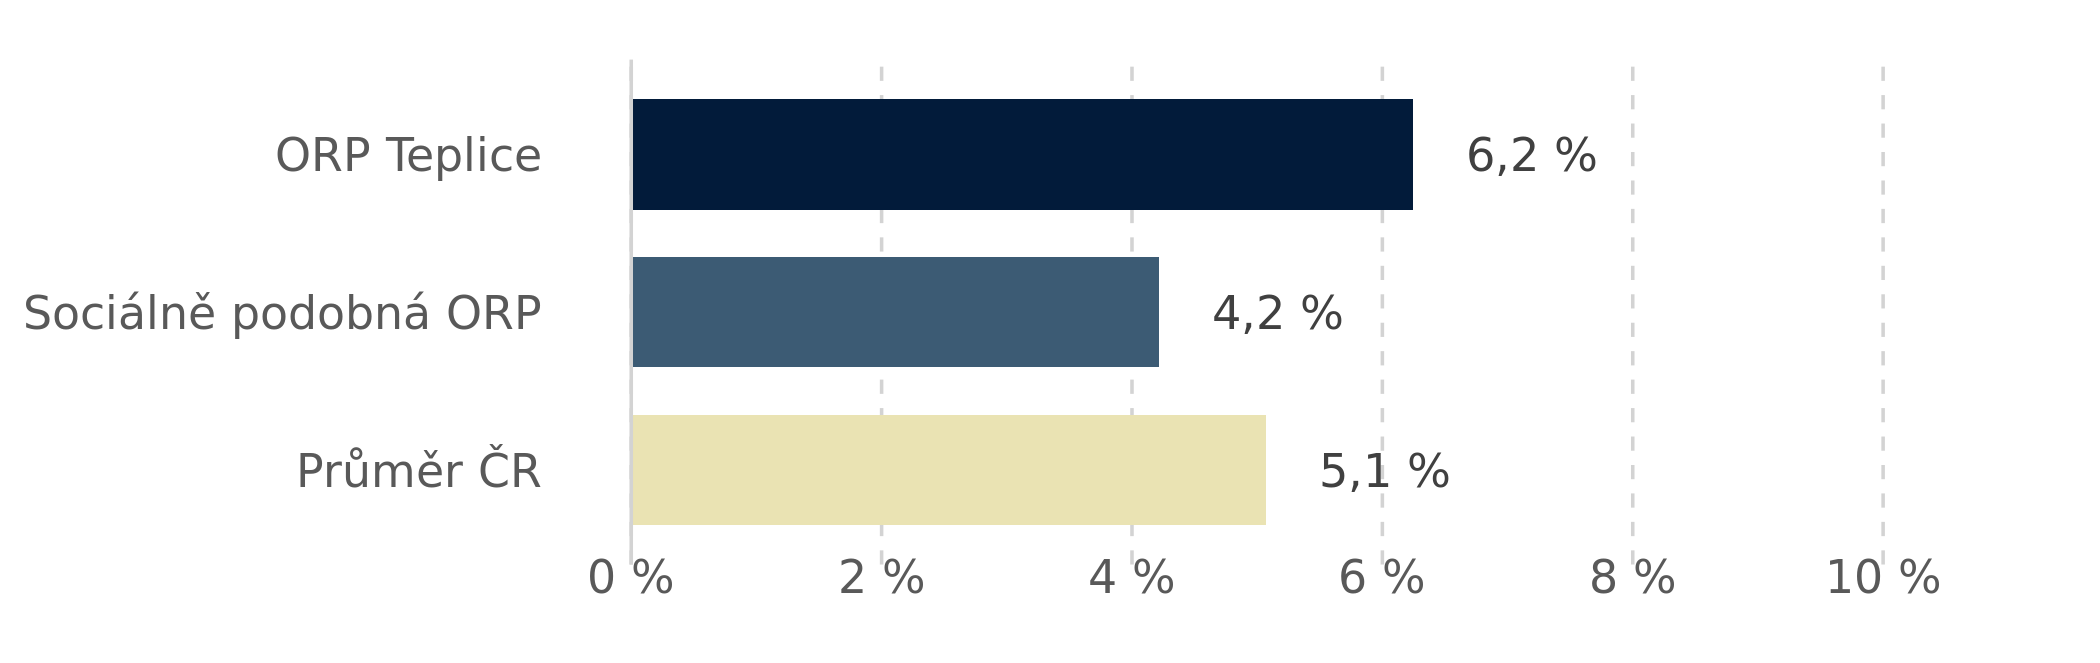 ORP Teplice 6,2 %
Sociálně podobná ORP 4,2 %
Průměr ČR 5,1 %
0 % 2 % 4 % 6 % 8 % 10 %